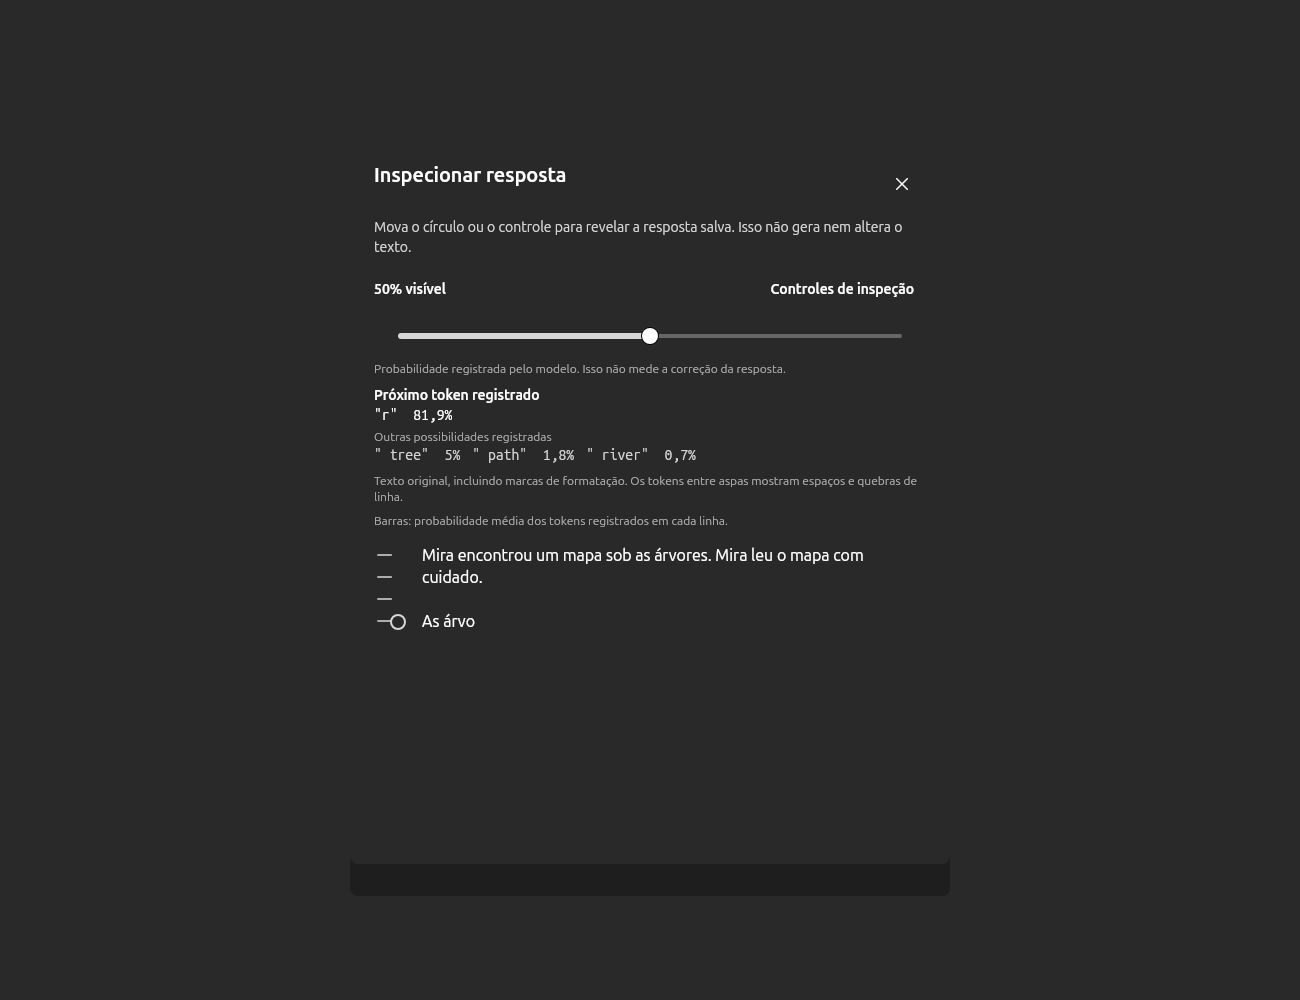 Inspecionar resposta
Mova o círculo ou o controle para revelar a resposta salva. Isso não gera nem altera o
texto.
50% visível
Controles de inspeção
Probabilidade registrada pelo modelo. Isso não mede a correção da resposta.
Próximo token registrado
"r"  81,9%
Outras possibilidades registradas
" tree"  5%  " path"  1,8%  " river"  0,7%
Texto original, incluindo marcas de formatação. Os tokens entre aspas mostram espaços e quebras de
linha.
Barras: probabilidade média dos tokens registrados em cada linha.
Mira encontrou um mapa sob as árvores. Mira leu o mapa com
cuidado.
As árvo